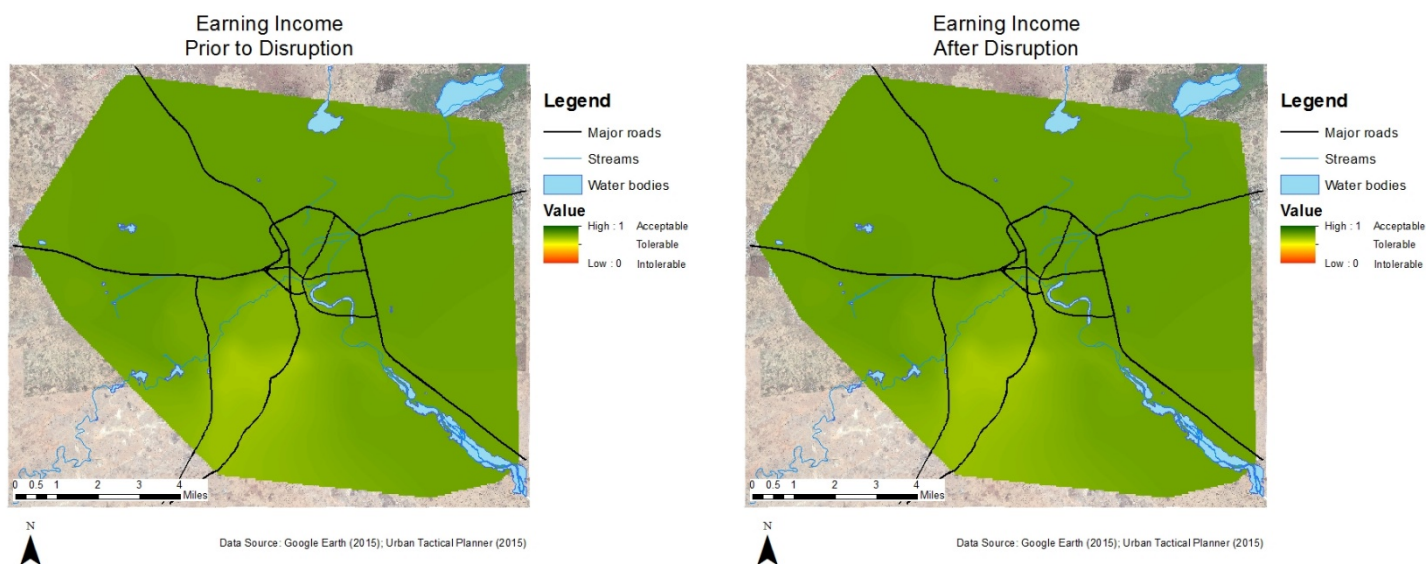 Earning Income
Prior to Disruption
Legend
Major roads
Streams
Water bodies
Value
High : 1 Acceptable
Tolerable
Low : 0 Intolerable
0 0.5 1 2 3 4
Miles
N
Data Source: Google Earth (2015); Urban Tactical Planner (2015)
Earning Income
After Disruption
Legend
Major roads
Streams
Water bodies
Value
High : 1 Acceptable
Tolerable
Low : 0 Intolerable
0 0.5 1 2 3 4
Miles
N
Data Source: Google Earth (2015); Urban Tactical Planner (2015)